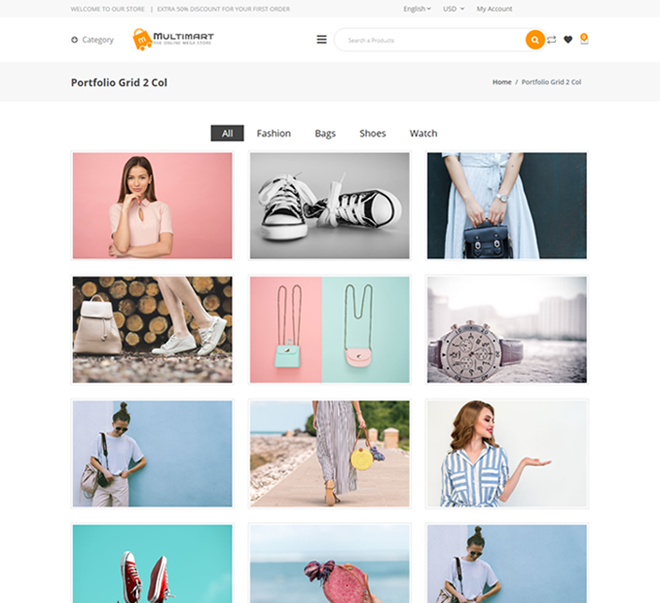 WELCOME TO OUR STORE | EXTRA 50% DISCOUNT FOR YOUR FIRST ORDER
English USD My Account
Category
MULTIMART
THE ONLINE MEGA STORE
Search a Products
0
Portfolio Grid 2 Col
Home / Portfolio Grid 2 Col
All Fashion Bags Shoes Watch